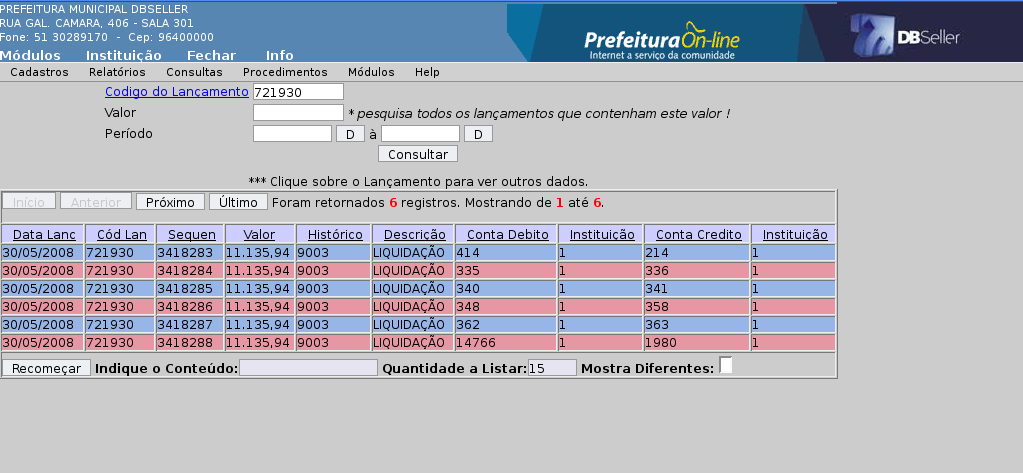 PREFEITURA MUNICIPAL DBSELLER
RUA GAL. CAMARA, 406 - SALA 301
Fone: 51 30289170 - Cep: 96400000
PrefeituraOn-line
Internet a serviço da comunidade
DBSeller
Módulos Instituição Fechar Info
Cadastros Relatórios Consultas Procedimentos Módulos Help
Codigo do Lançamento 721930
Valor * pesquisa todos os lançamentos que contenham este valor !
Período D à D
Consultar
*** Clique sobre o Lançamento para ver outros dados.
Início Anterior Próximo Último Foram retornados 6 registros. Mostrando de 1 até 6.
Data Lanc Cód Lan Sequen Valor Histórico Descrição Conta Debito Instituição Conta Credito Instituição
30/05/2008 721930 3418283 11.135,94 9003 LIQUIDAÇÃO 414 1 214 1
30/05/2008 721930 3418284 11.135,94 9003 LIQUIDAÇÃO 335 1 336 1
30/05/2008 721930 3418285 11.135,94 9003 LIQUIDAÇÃO 340 1 341 1
30/05/2008 721930 3418286 11.135,94 9003 LIQUIDAÇÃO 348 1 358 1
30/05/2008 721930 3418287 11.135,94 9003 LIQUIDAÇÃO 362 1 363 1
30/05/2008 721930 3418288 11.135,94 9003 LIQUIDAÇÃO 14766 1 1980 1
Recomeçar Indique o Conteúdo: Quantidade a Listar: 15 Mostra Diferentes: